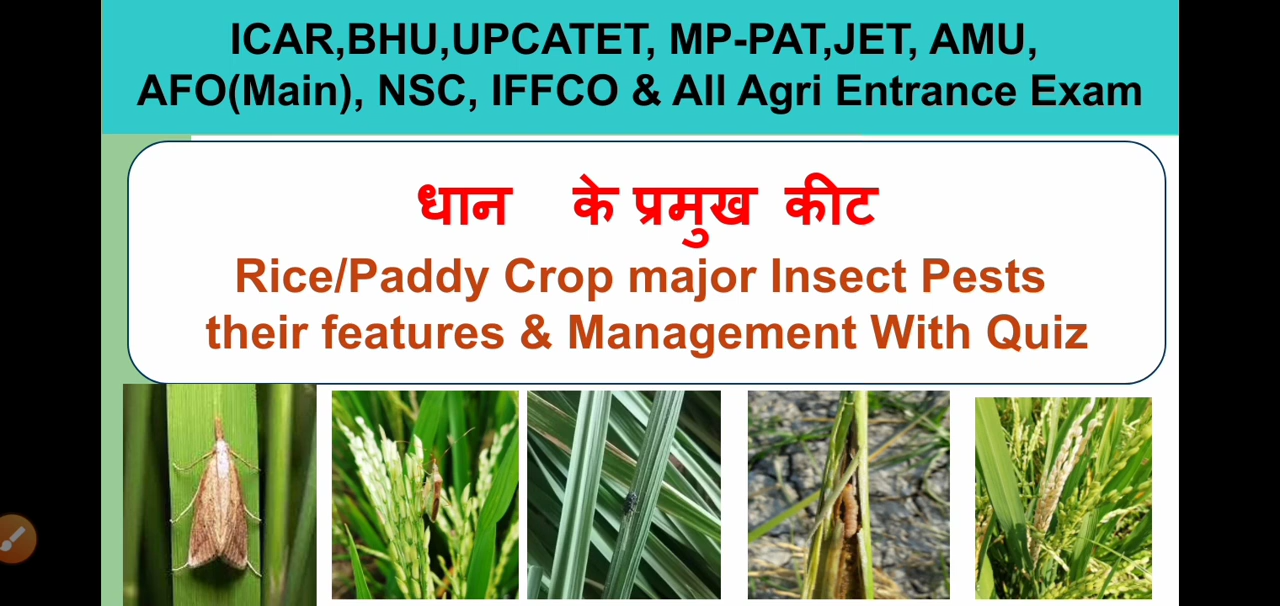 ICAR,BHU,UPCATET, MP-PAT,JET, AMU,
AFO(Main), NSC, IFFCO & All Agri Entrance Exam
धान के प्रमुख कीट
Rice/Paddy Crop major Insect Pests
their features & Management With Quiz